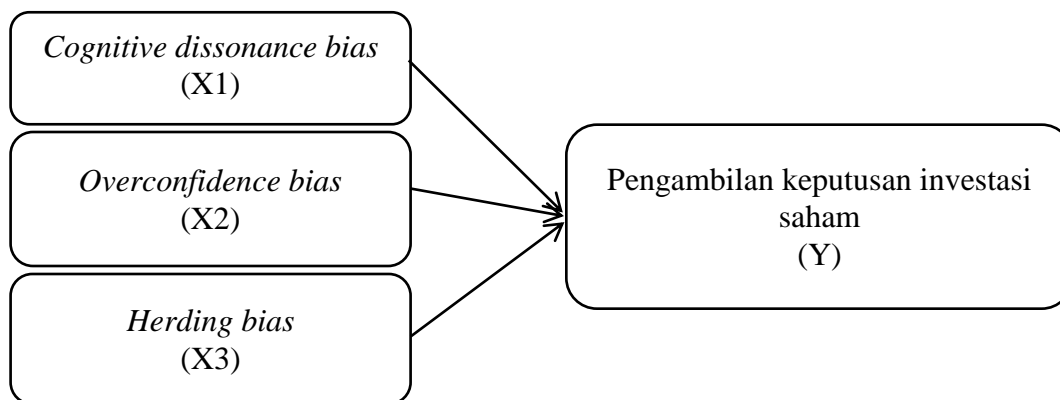 Cognitive dissonance bias
(X1)
Overconfidence bias
(X2)
Herding bias
(X3)
Pengambilan keputusan investasi
saham
(Y)